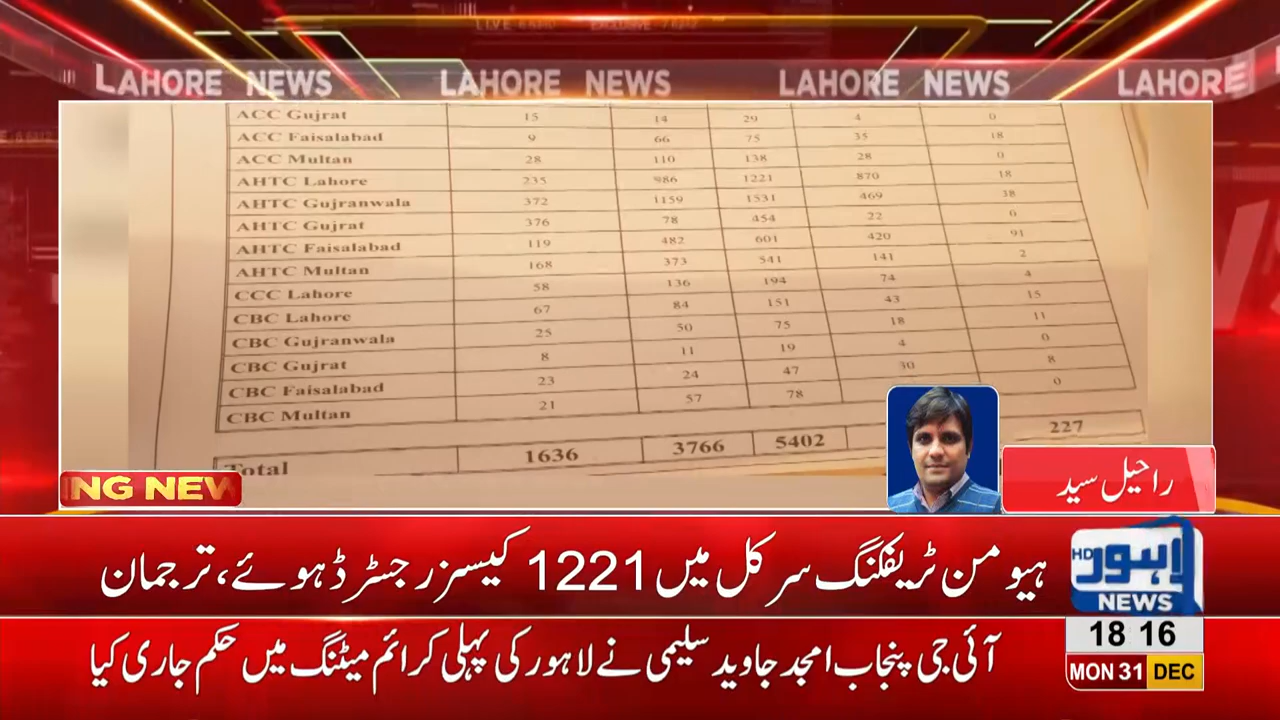 LAHORE NEWS LAHORE NEWS LAHORE NEWS LAHORE
ACC Gujrat 15 14 29 4 0
ACC Faisalabad 9 66 75 35 18
ACC Multan 28 110 138 28 0
AHTC Lahore 235 986 1221 870 18
AHTC Gujranwala 372 1159 1531 469 38
AHTC Gujrat 376 78 454 22 0
AHTC Faisalabad 119 482 601 420 91
AHTC Multan 168 373 541 141 2
CCC Lahore 58 136 194 74 4
CBC Lahore 67 84 151 43 15
CBC Gujranwala 25 50 75 18 11
CBC Gujrat 8 11 19 4 0
CBC Faisalabad 23 24 47 30 8
CBC Multan 21 57 78 0
Total 1636 3766 5402 227
ING NEW
راحیل سید
ہیومن ٹریفکنگ سرکل میں 1221 کیسز رجسٹرڈ ہوئے، ترجمان
HD لاہور
NEWS
18 16
MON 31 DEC
آئی جی پنجاب امجد جاوید سلیمی نے لاہور کی پہلی کرائم میٹنگ میں حکم جاری کیا